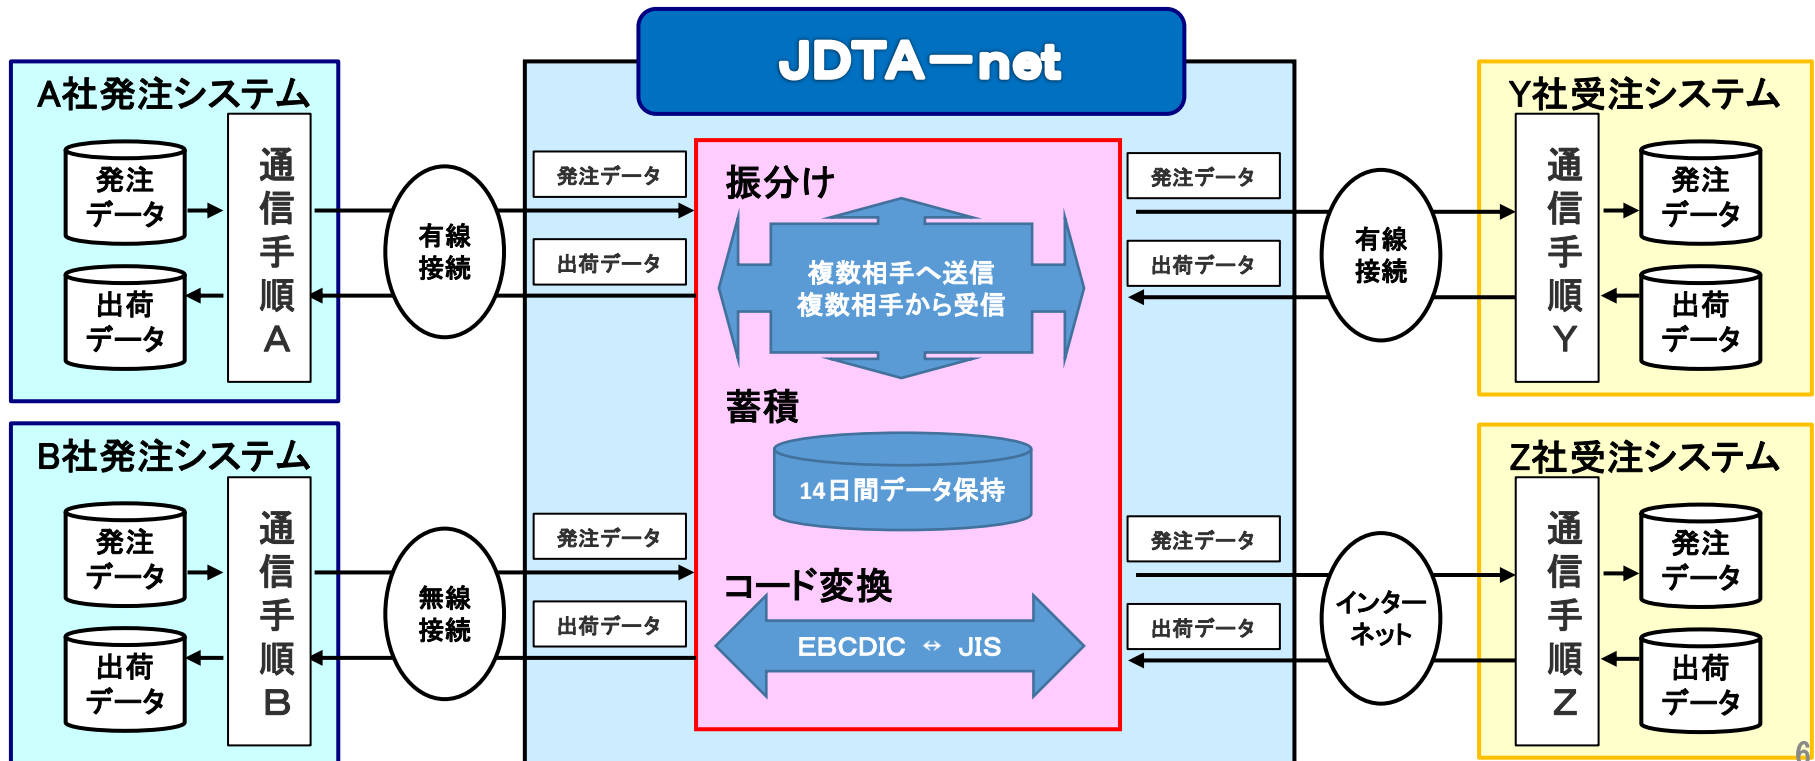 JDTAーnet
A社発注システム
発注
データ
出荷
データ
通
信
手
順
A
有線
接続
発注データ
出荷データ
B社発注システム
発注
データ
出荷
データ
通
信
手
順
B
無線
接続
発注データ
出荷データ
振分け
複数相手へ送信
複数相手から受信
蓄積
14日間データ保持
コード変換
EBCDIC ↔ JIS
発注データ
出荷データ
有線
接続
Y社受注システム
通
信
手
順
Y
発注
データ
出荷
データ
発注データ
出荷データ
インター
ネット
Z社受注システム
通
信
手
順
Z
発注
データ
出荷
データ
6